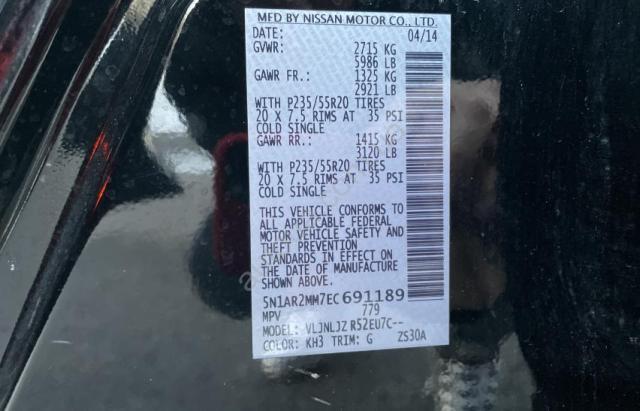 MFD BY NISSAN MOTOR CO., LTD.
DATE: 04/14
GVWR: 2715 KG
5986 LB
GAWR FR.: 1325 KG
2921 LB
WITH P235/55R20 TIRES
20 X 7.5 RIMS AT 35 PSI
COLD SINGLE
GAWR RR.: 1415 KG
3120 LB
WITH P235/55R20 TIRES
20 X 7.5 RIMS AT 35 PSI
COLD SINGLE
THIS VEHICLE CONFORMS TO
ALL APPLICABLE FEDERAL
MOTOR VEHICLE SAFETY AND
THEFT PREVENTION
STANDARDS IN EFFECT ON
THE DATE OF MANUFACTURE
SHOWN ABOVE.
5N1AR2MM7EC691189
MPV 779
MODEL: VLJNLJZ R52EU7C--
COLOR: KH3 TRIM: G ZS30A